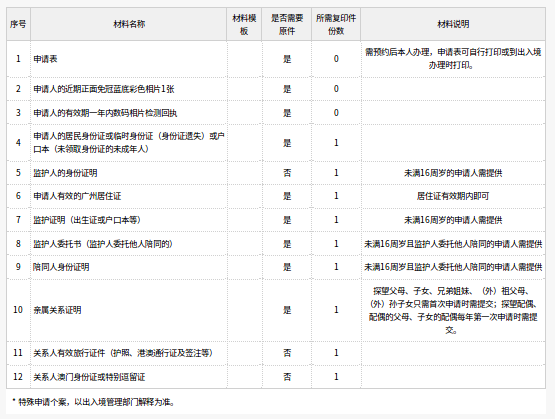 序号 材料名称 材料模板 是否需要原件 所需复印件份数 材料说明
1 申请表 是 0 需预约后本人办理，申请表可自行打印或到出入境办理时打印。
2 申请人的近期正面免冠蓝底彩色相片1张 是 0
3 申请人的有效期一年内数码相片检测回执 是 0
4 申请人的居民身份证或临时身份证（身份证遗失）或户口本（未领取身份证的未成年人） 是 1
5 监护人的身份证明 否 1 未满16周岁的申请人需提供
6 申请人有效的广州居住证 是 1 居住证有效期内即可
7 监护证明（出生证或户口本等） 是 1 未满16周岁的申请人需提供
8 监护人委托书（监护人委托他人陪同的） 是 1 未满16周岁且监护人委托他人陪同的申请人需提供
9 陪同人身份证明 是 1 未满16周岁且监护人委托他人陪同的申请人需提供
10 亲属关系证明 是 1 探望父母、子女、兄弟姐妹、（外）祖父母、（外）孙子女只需首次申请时需提交；探望配偶、配偶的父母、子女的配偶每年第一次申请时需提交。
11 关系人有效旅行证件（护照、港澳通行证及签注等） 否 1
12 关系人澳门身份证或特别逗留证 否 1
* 特殊申请个案，以出入境管理部门解释为准。